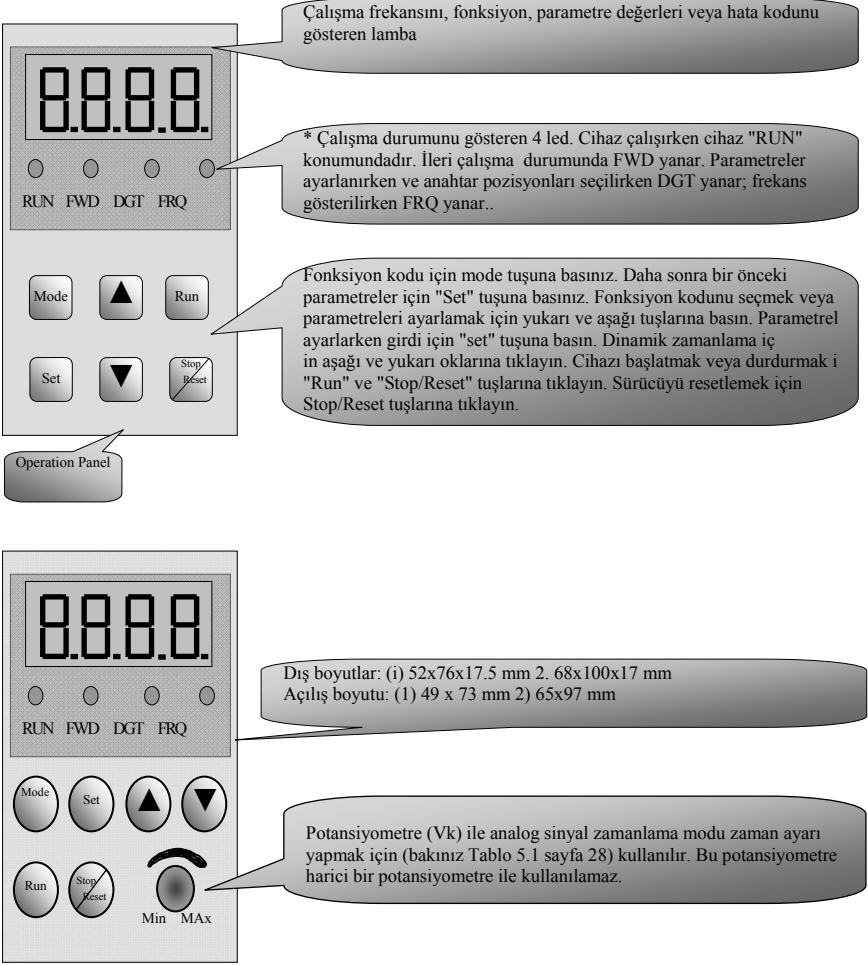 Çalışma frekansını, fonksiyon, parametre değerleri veya hata kodunu
gösteren lamba
8.8.8.8.
* Çalışma durumunu gösteren 4 led. Cihaz çalışırken cihaz "RUN"
konumundadır. İleri çalışma durumunda FWD yanar. Parametreler
ayarlanırken ve anahtar pozisyonları seçilirken DGT yanar; frekans
gösterilirken FRQ yanar..
RUN FWD DGT FRQ
Fonksiyon kodu için mode tuşuna basınız. Daha sonra bir önceki
parametreler için "Set" tuşuna basınız. Fonksiyon kodunu seçmek veya
parametreleri ayarlamak için yukarı ve aşağı tuşlarına basın. Parametrel
ayarlarken girdi için "set" tuşuna basın. Dinamik zamanlama iç
in aşağı ve yukarı oklarına tıklayın. Cihazı başlatmak veya durdurmak i
"Run" ve "Stop/Reset" tuşlarına tıklayın. Sürücüyü resetlemek için
Stop/Reset tuşlarına tıklayın.
Mode ▲ Run
Set ▼ Stop Reset
Operation Panel
8.8.8.8.
RUN FWD DGT FRQ
Dış boyutlar: (i) 52x76x17.5 mm 2. 68x100x17 mm
Açılış boyutu: (1) 49 x 73 mm 2) 65x97 mm
Mode Set ▲ ▼
Run Stop Reset
Min MAx
Potansiyometre (Vk) ile analog sinyal zamanlama modu zaman ayarı
yapmak için (bakınız Tablo 5.1 sayfa 28) kullanılır. Bu potansiyometre
harici bir potansiyometre ile kullanılamaz.